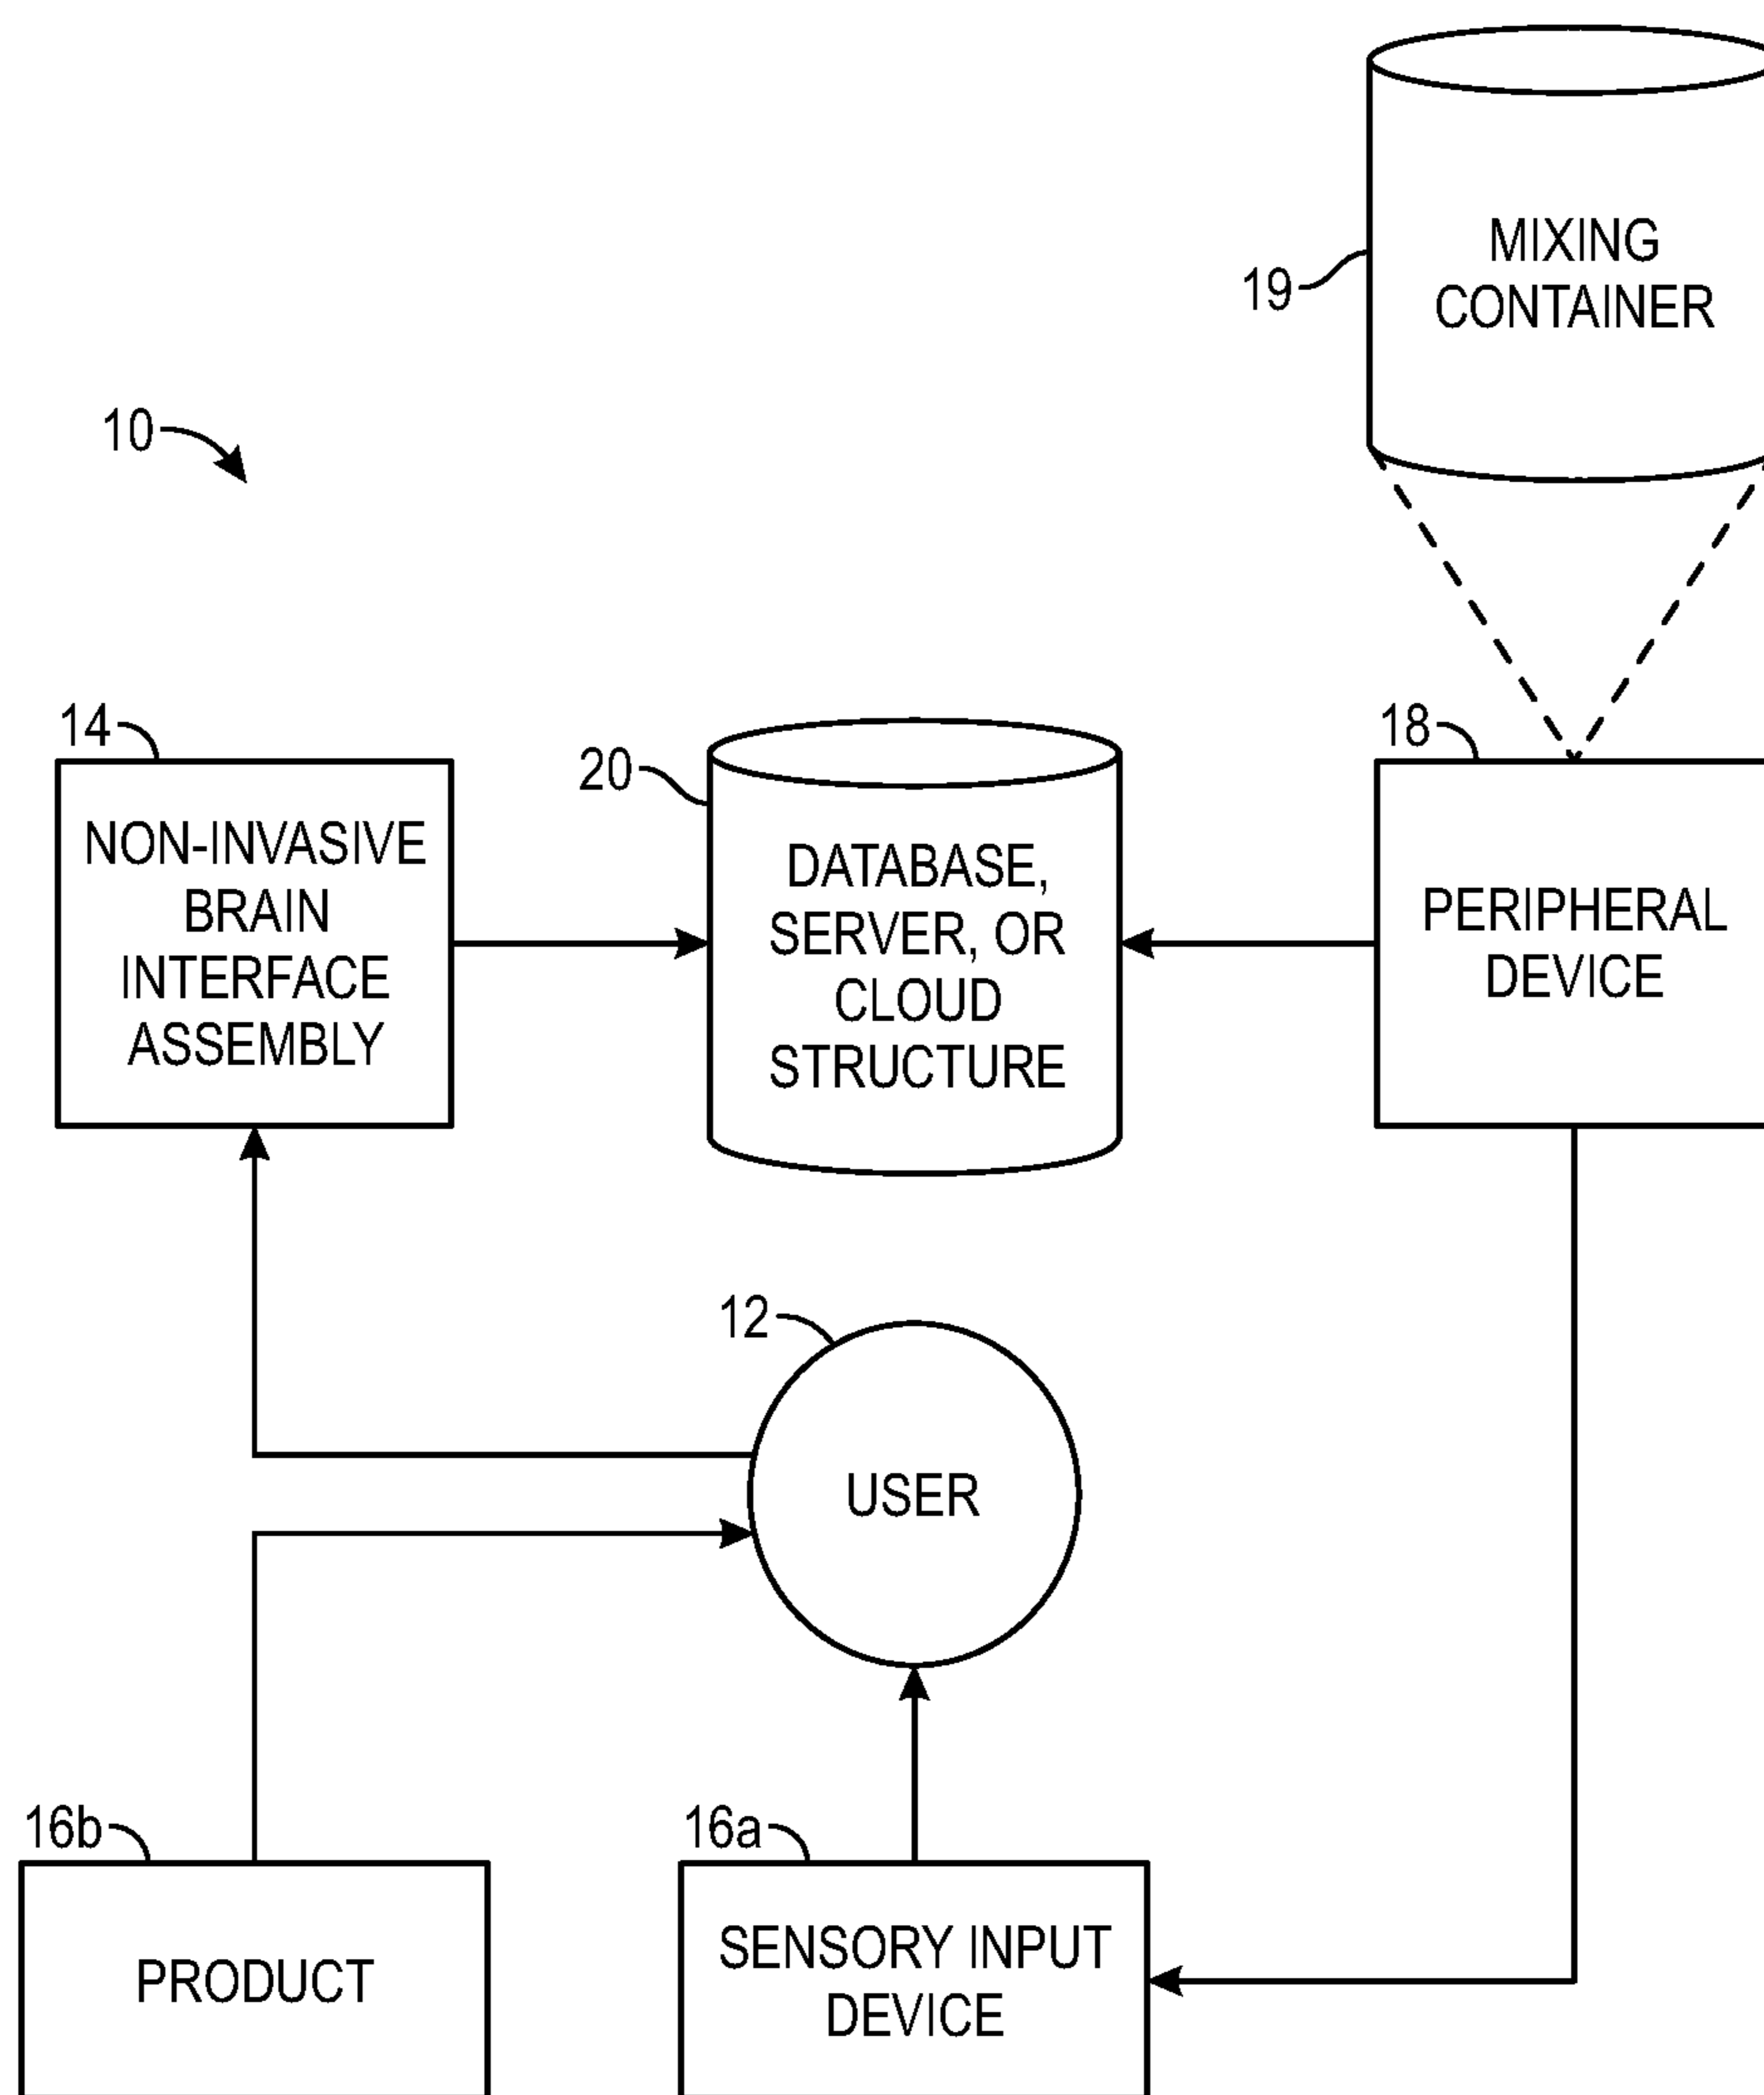 19
MIXING
CONTAINER
10
14
NON-INVASIVE
BRAIN
INTERFACE
ASSEMBLY
20
DATABASE,
SERVER, OR
CLOUD
STRUCTURE
18
PERIPHERAL
DEVICE
12
USER
16b
PRODUCT
16a
SENSORY INPUT
DEVICE